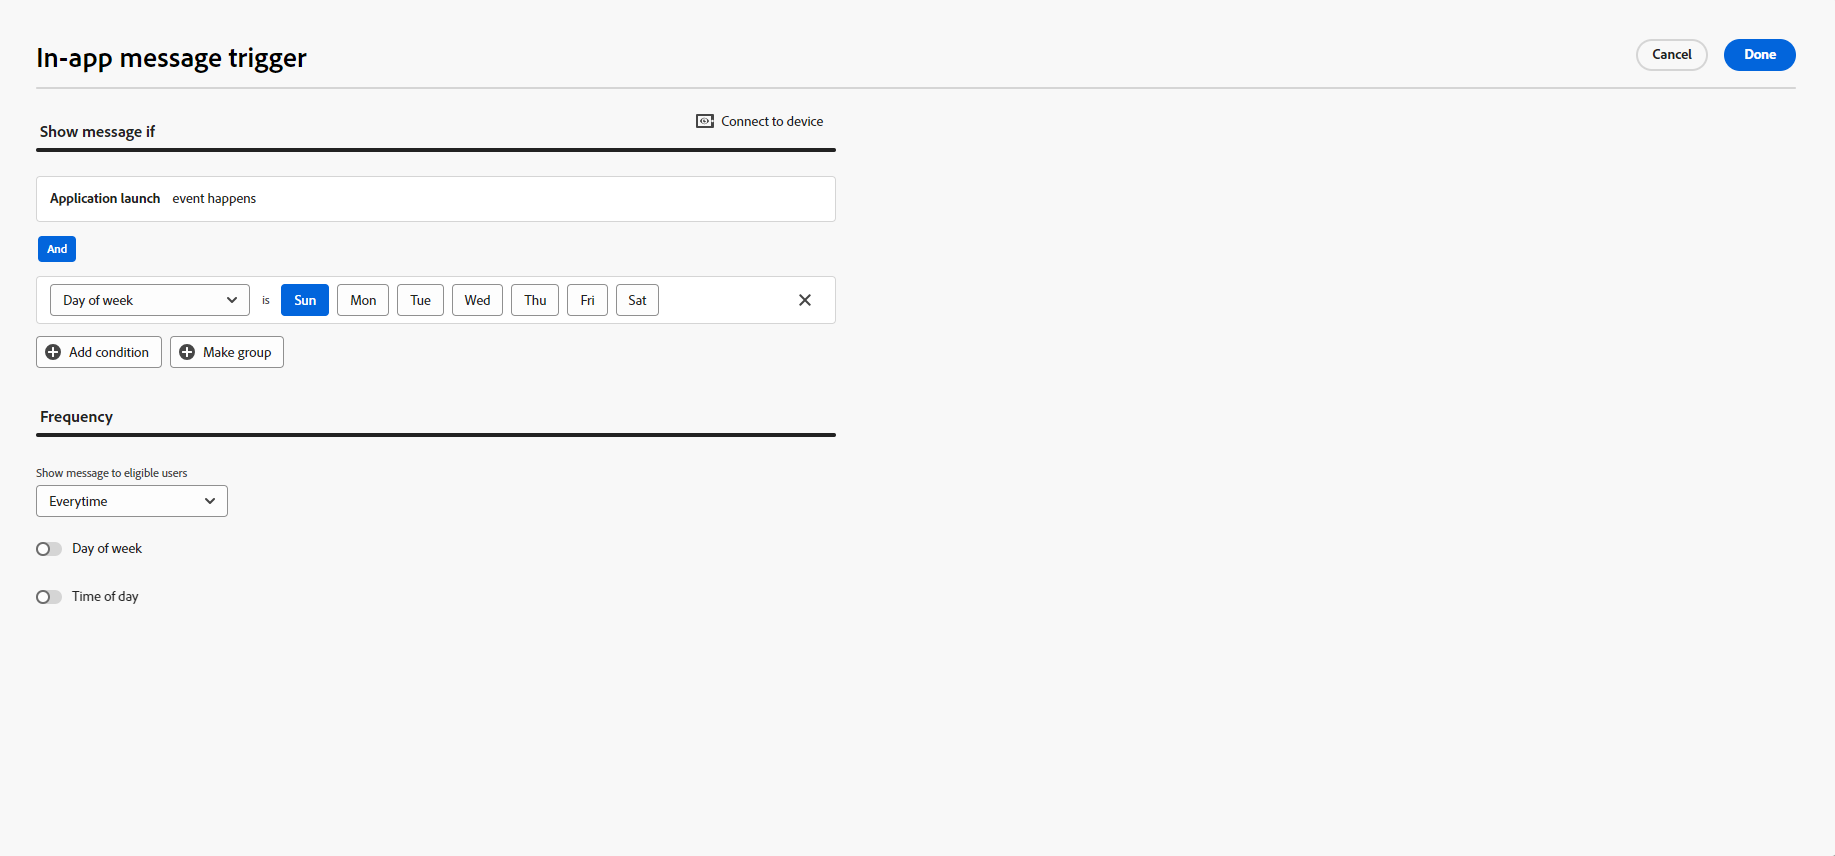 In-app message trigger
Cancel
Done
Show message if
Connect to device
Application launch event happens
And
Day of week is Sun Mon Tue Wed Thu Fri Sat
Add condition Make group
Frequency
Show message to eligible users
Everytime
Day of week
Time of day